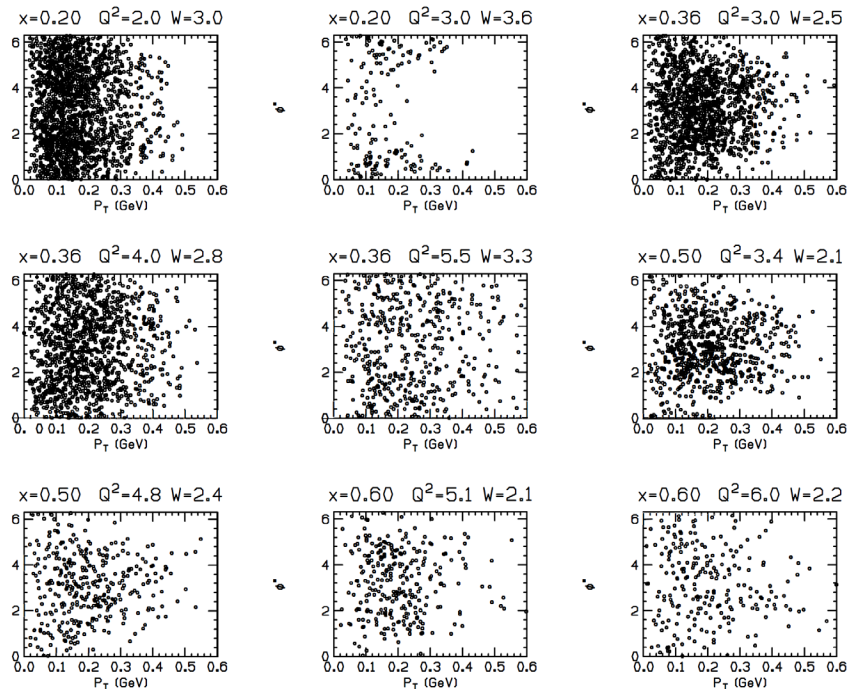 x=0.20 Q²=2.0 W=3.0
x=0.20 Q²=3.0 W=3.6
x=0.36 Q²=3.0 W=2.5
6
4
2
0
0.0 0.1 0.2 0.3 0.4 0.5 0.6
P_T (GeV)
ϕ*
6
4
2
0
0.0 0.1 0.2 0.3 0.4 0.5 0.6
P_T (GeV)
ϕ*
6
4
2
0
0.0 0.1 0.2 0.3 0.4 0.5 0.6
P_T (GeV)
x=0.36 Q²=4.0 W=2.8
x=0.36 Q²=5.5 W=3.3
x=0.50 Q²=3.4 W=2.1
6
4
2
0
0.0 0.1 0.2 0.3 0.4 0.5 0.6
P_T (GeV)
ϕ*
6
4
2
0
0.0 0.1 0.2 0.3 0.4 0.5 0.6
P_T (GeV)
ϕ*
6
4
2
0
0.0 0.1 0.2 0.3 0.4 0.5 0.6
P_T (GeV)
x=0.50 Q²=4.8 W=2.4
x=0.60 Q²=5.1 W=2.1
x=0.60 Q²=6.0 W=2.2
6
4
2
0
0.0 0.1 0.2 0.3 0.4 0.5 0.6
P_T (GeV)
ϕ*
6
4
2
0
0.0 0.1 0.2 0.3 0.4 0.5 0.6
P_T (GeV)
ϕ*
6
4
2
0
0.0 0.1 0.2 0.3 0.4 0.5 0.6
P_T (GeV)